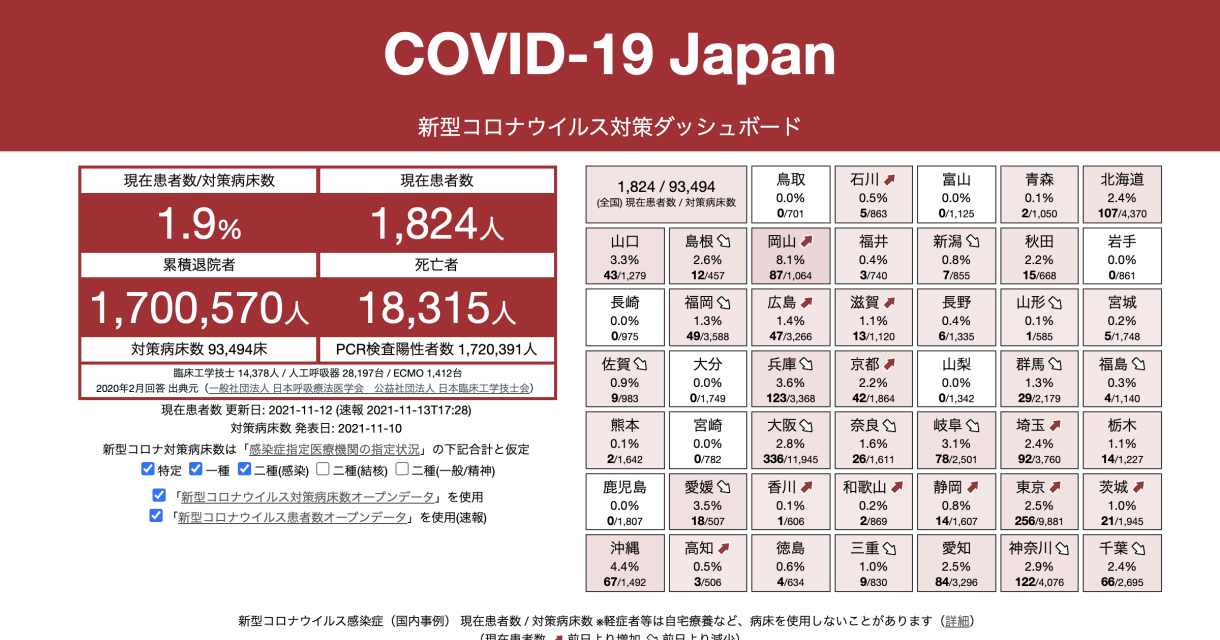 COVID-19 Japan
新型コロナウイルス対策ダッシュボード
現在患者数/対策病床数
現在患者数
1.9%
1,824人
累積退院者
死亡者
1,700,570人
18,315人
対策病床数 93,494床
PCR検査陽性者数 1,720,391人
臨床工学技士 14,378人 / 人工呼吸器 28,197台 / ECMO 1,412台
2020年2月回答 出典元（一般社団法人 日本呼吸療法医学会　公益社団法人 日本臨床工学技士会）
現在患者数 更新日: 2021-11-12 (速報 2021-11-13T17:28)
対策病床数 発表日: 2021-11-10
新型コロナ対策病床数は「感染症指定医療機関の指定状況」の下記合計と仮定
特定 一種 二種(感染) 二種(結核) 二種(一般/精神)
「新型コロナウイルス対策病床数オープンデータ」を使用
「新型コロナウイルス患者数オープンデータ」を使用(速報)
1,824 / 93,494
(全国) 現在患者数 / 対策病床数
鳥取
0.0%
0/701
石川
0.5%
5/863
富山
0.0%
0/1,125
青森
0.1%
2/1,050
北海道
2.4%
107/4,370
山口
3.3%
43/1,279
島根
2.6%
12/457
岡山
8.1%
87/1,064
福井
0.4%
3/740
新潟
0.8%
7/855
秋田
2.2%
15/668
岩手
0.0%
0/861
長崎
0.0%
0/975
福岡
1.3%
49/3,588
広島
1.4%
47/3,266
滋賀
1.1%
13/1,120
長野
0.4%
6/1,335
山形
0.1%
1/585
宮城
0.2%
5/1,748
佐賀
0.9%
9/983
大分
0.0%
0/1,749
兵庫
3.6%
123/3,368
京都
2.2%
42/1,864
山梨
0.0%
0/1,342
群馬
1.3%
29/2,179
福島
0.3%
4/1,140
熊本
0.1%
2/1,642
宮崎
0.0%
0/782
大阪
2.8%
336/11,945
奈良
1.6%
26/1,611
岐阜
3.1%
78/2,501
埼玉
2.4%
92/3,760
栃木
1.1%
14/1,227
鹿児島
0.0%
0/1,807
愛媛
3.5%
18/507
香川
0.1%
1/606
和歌山
0.2%
2/869
静岡
0.8%
14/1,607
東京
2.5%
256/9,881
茨城
1.0%
21/1,945
沖縄
4.4%
67/1,492
高知
0.5%
3/506
徳島
0.6%
4/634
三重
1.0%
9/830
愛知
2.5%
84/3,296
神奈川
2.9%
122/4,076
千葉
2.4%
66/2,695
新型コロナウイルス感染症（国内事例） 現在患者数 / 対策病床数 ※軽症者等は自宅療養など、病床を使用しないことがあります（詳細）
（現在患者数 前日より増加 前日より減少）